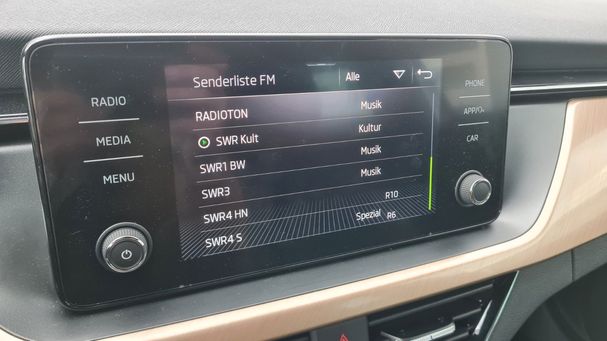 Senderliste FM Alle
RADIO
MEDIA
MENU
RADIOTON Musik
SWR Kult Kultur
SWR1 BW Musik
SWR3 Musik
SWR4 HN R10
SWR4 S Spezial R6
PHONE
APP/
CAR